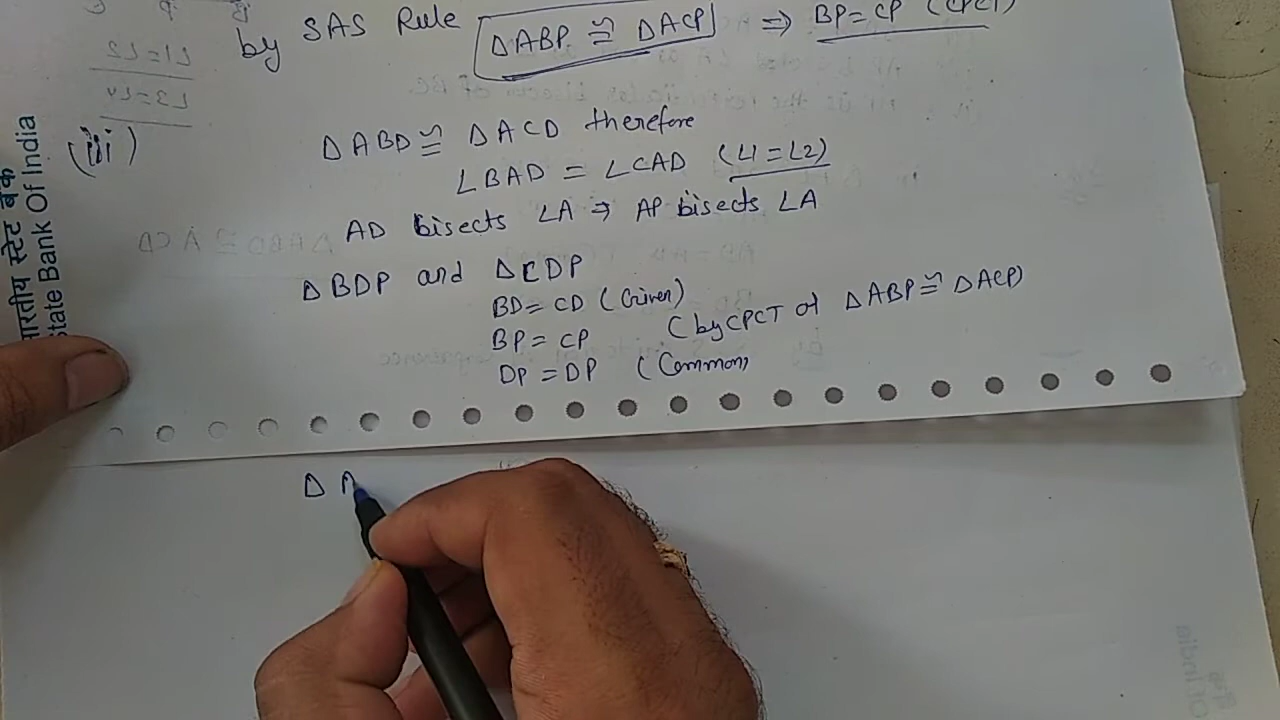 by SAS Rule ΔABP ≅ ΔACP ⇒ BP=CP (CPCT)
(iii)
ΔABD ≅ ΔACD therefore
∠BAD = ∠CAD (∠1=∠2)
AD bisects ∠A ⇒ AP bisects ∠A
ΔBDP and ΔCDP
BD=CD (Given)
BP=CP (by CPCT of ΔABP ≅ ΔACP)
DP=DP (Common)
Δ
भारतीय स्टेट बैंक
State Bank Of India